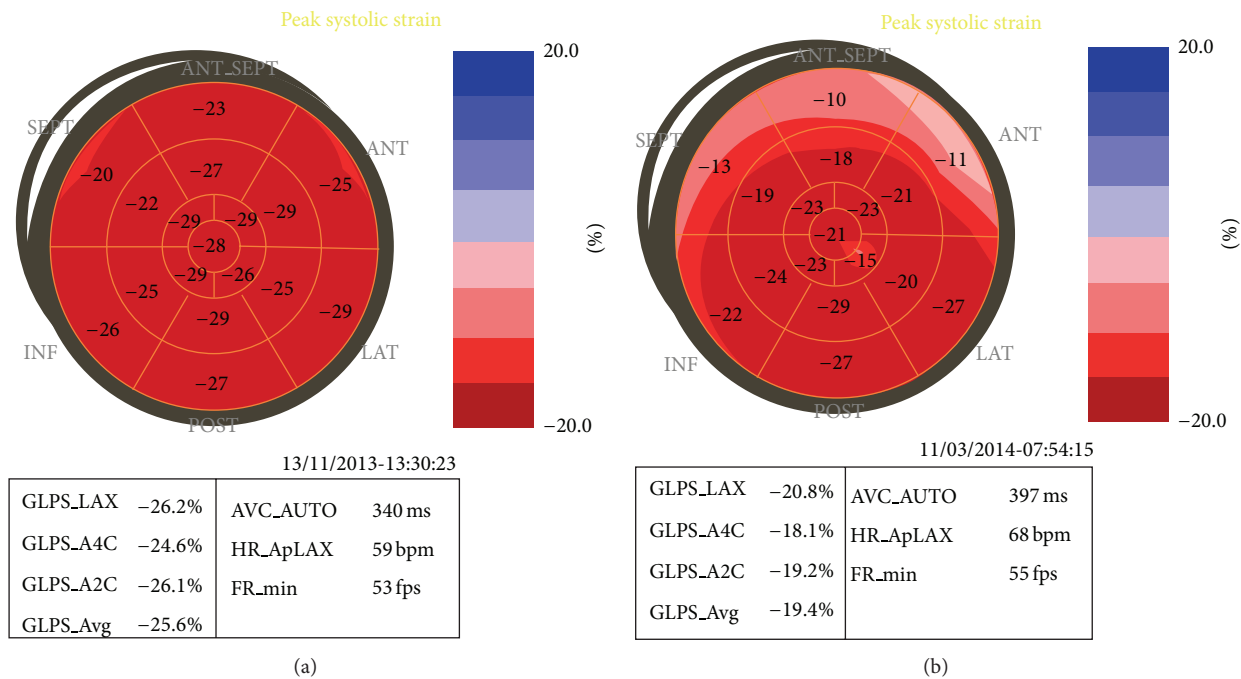 Peak systolic strain
20.0
ANT_SEPT
−23
SEPT
ANT
−20
−27
−25
−22
−29
−29
−29
−28
(%)
−29
−26
−25
−25
−26
−29
−29
INF
LAT
−27
POST
−20.0
13/11/2013-13:30:23
GLPS_LAX −26.2%
GLPS_A4C −24.6%
GLPS_A2C −26.1%
GLPS_Avg −25.6%
AVC_AUTO 340 ms
HR_ApLAX 59 bpm
FR_min 53 fps
(a)
Peak systolic strain
20.0
ANT_SEPT
−10
SEPT
ANT
−13
−18
−11
−19
−21
−23
−23
−21
(%)
−23
−15
−24
−20
−22
−29
−27
INF
LAT
−27
POST
−20.0
11/03/2014-07:54:15
GLPS_LAX −20.8%
GLPS_A4C −18.1%
GLPS_A2C −19.2%
GLPS_Avg −19.4%
AVC_AUTO 397 ms
HR_ApLAX 68 bpm
FR_min 55 fps
(b)